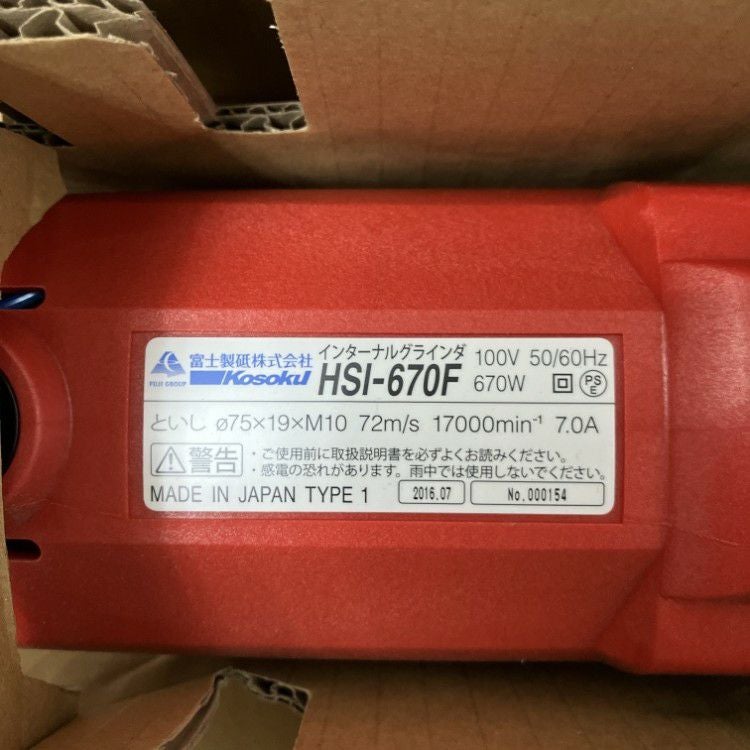 FUJI GROUP
富士製砥株式会社
Kosoku
インターナルグラインダ
HSI-670F
100V 50/60Hz
670W
PSE
といし ø75×19×M10 72m/s 17000min⁻¹ 7.0A
警告
・ご使用前に取扱説明書を必ずよくお読みください。
・感電の恐れがあります。雨中では使用しないでください。
MADE IN JAPAN TYPE 1 2016.07 No.000154